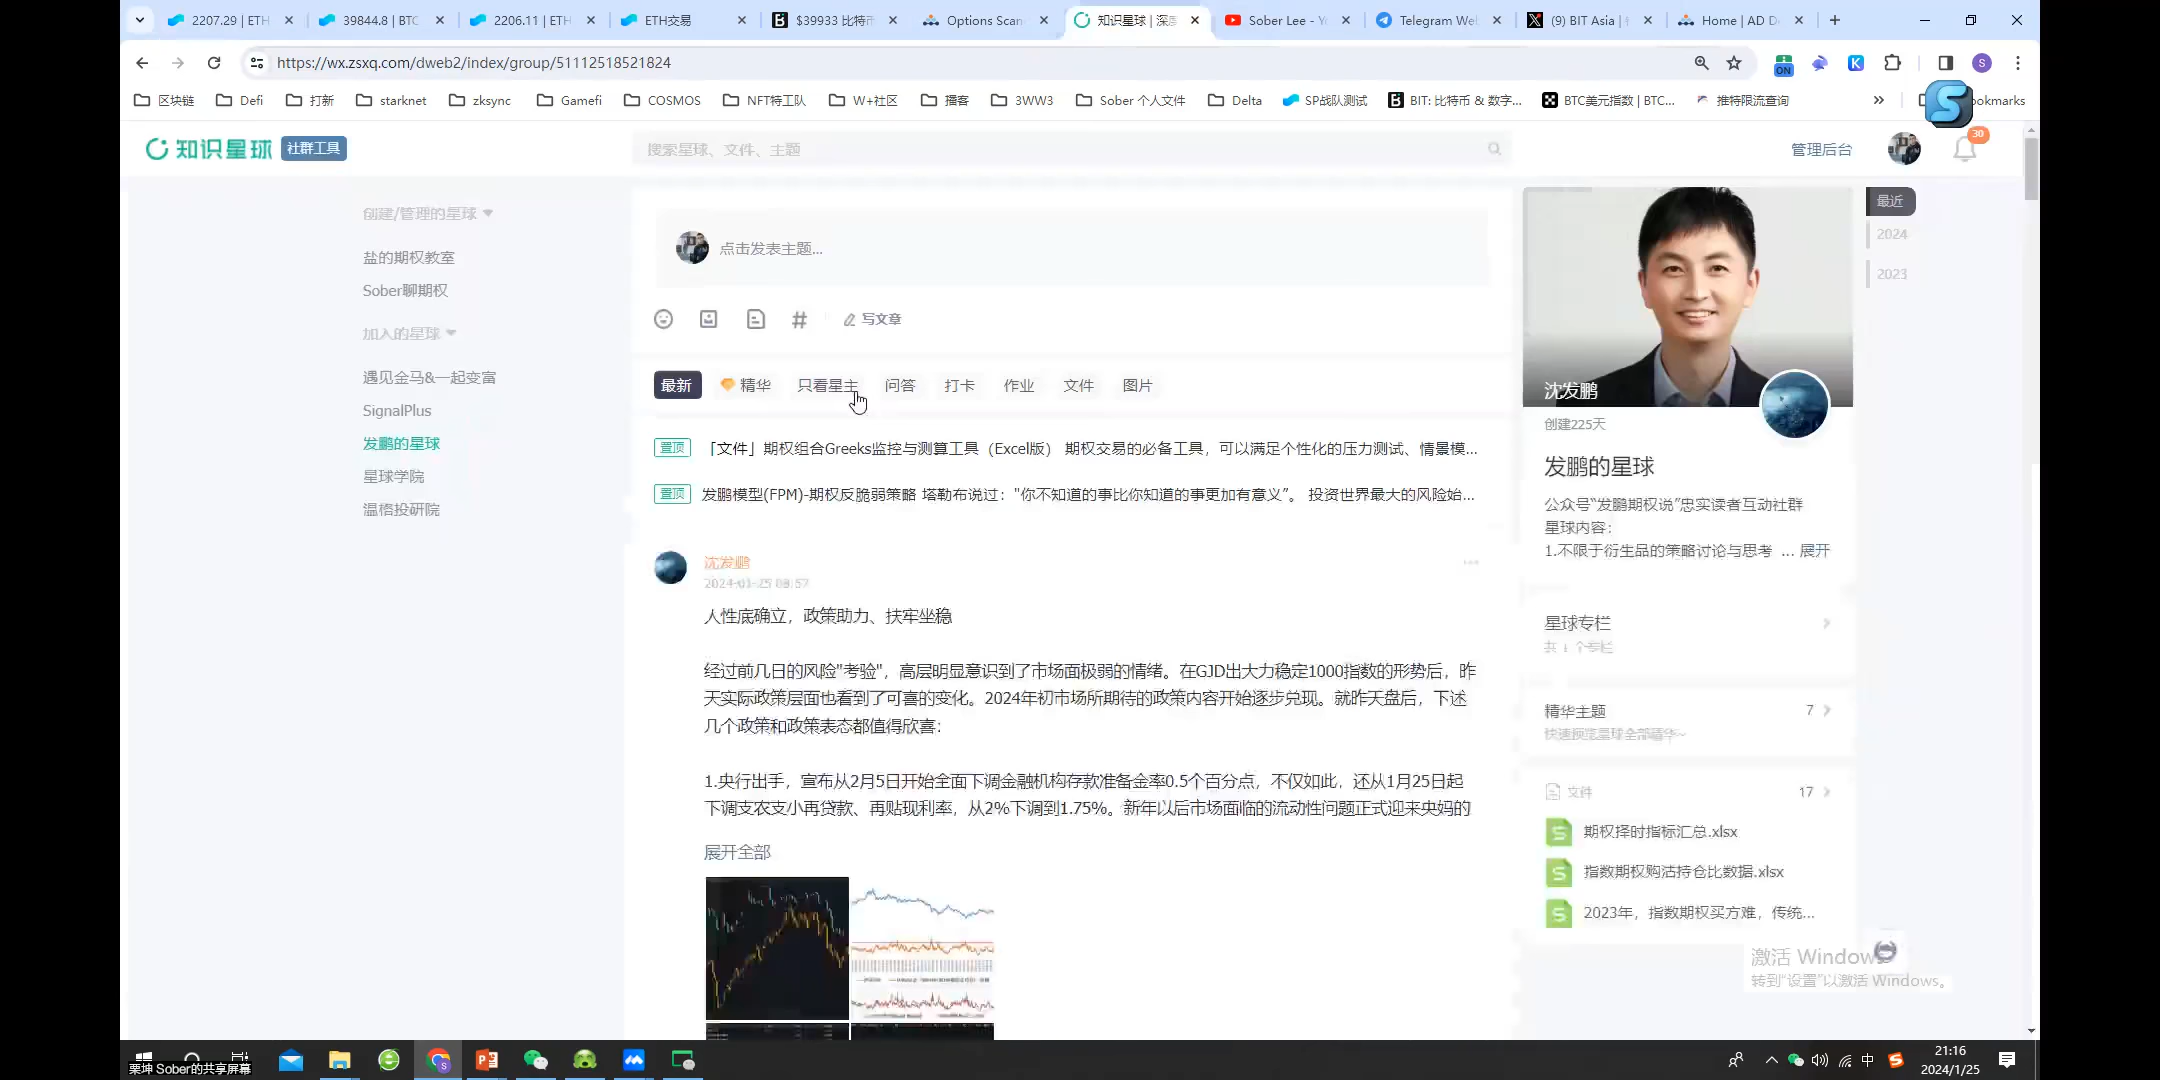 2207.29 | ETH
39844.8 | BTC
2206.11 | ETH
ETH交易
$39933 比特币
Options Scan
知识星球 | 深度
Sober Lee - Yo
Telegram Web
(9) BIT Asia |
Home | AD De
https://wx.zsxq.com/dweb2/index/group/51112518521824
ON
K
S
区块链
Defi
打新
starknet
zksync
Gamefi
COSMOS
NFT特工队
W+社区
播客
3WW3
Sober 个人文件
Delta
SP战队测试
BIT: 比特币 & 数字...
BTC美元指数 | BTC...
推特限流查询
»
ookmarks
知识星球
社群工具
搜索星球、文件、主题
管理后台
30
创建/管理的星球
盐的期权教室
Sober聊期权
加入的星球
遇见金马&一起变富
SignalPlus
发鹏的星球
星球学院
温格投研院
点击发表主题...
#
写文章
最新
精华
只看星主
问答
打卡
作业
文件
图片
置顶 「文件」期权组合Greeks监控与测算工具（Excel版） 期权交易的必备工具，可以满足个性化的压力测试、情景模...
置顶 发鹏模型(FPM)-期权反脆弱策略 塔勒布说过："你不知道的事比你知道的事更加有意义”。 投资世界最大的风险始...
沈发鹏
2024-01-25 08:57
人性底确立，政策助力、扶牢坐稳
经过前几日的风险"考验"，高层明显意识到了市场面极弱的情绪。在GJD出大力稳定1000指数的形势后，昨
天实际政策层面也看到了可喜的变化。2024年初市场所期待的政策内容开始逐步兑现。就昨天盘后，下述
几个政策和政策表态都值得欣喜：
1.央行出手，宣布从2月5日开始全面下调金融机构存款准备金率0.5个百分点，不仅如此，还从1月25日起
下调支农支小再贷款、再贴现利率，从2%下调到1.75%。新年以后市场面临的流动性问题正式迎来央妈的
展开全部
沈发鹏
创建225天
发鹏的星球
公众号“发鹏期权说”忠实读者互动社群
星球内容：
1.不限于衍生品的策略讨论与思考 ... 展开
星球专栏
共 1 个专栏
精华主题
7
快速预览星球全部精华~
文件
17
期权择时指标汇总.xlsx
指数期权购沽持仓比数据.xlsx
2023年，指数期权买方难，传统...
最近
2024
2023
激活 Windows
转到“设置”以激活 Windows。
栗坤 Sober的共享屏幕
中
21:16
2024/1/25